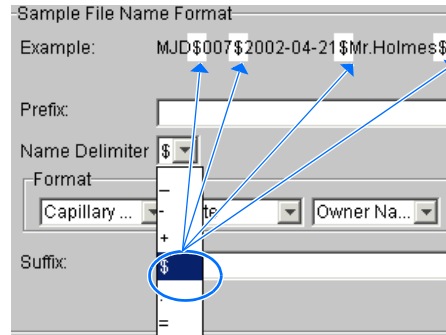 Sample File Name Format
Example: MJD$007$2002-04-21$Mr.Holmes$
Prefix:
Name Delimiter $
_
Format
-
Capillary ... te Owner Na...
+
Suffix: $
.
=